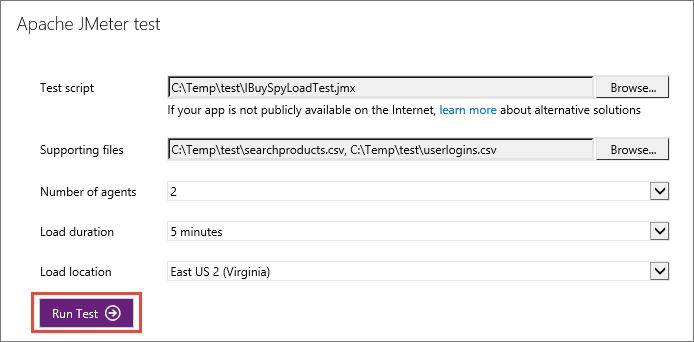 Apache JMeter test
Test script C:\Temp\test\IBuySpyLoadTest.jmx Browse...
If your app is not publicly available on the Internet, learn more about alternative solutions
Supporting files C:\Temp\test\searchproducts.csv, C:\Temp\test\userlogins.csv Browse...
Number of agents 2
Load duration 5 minutes
Load location East US 2 (Virginia)
Run Test